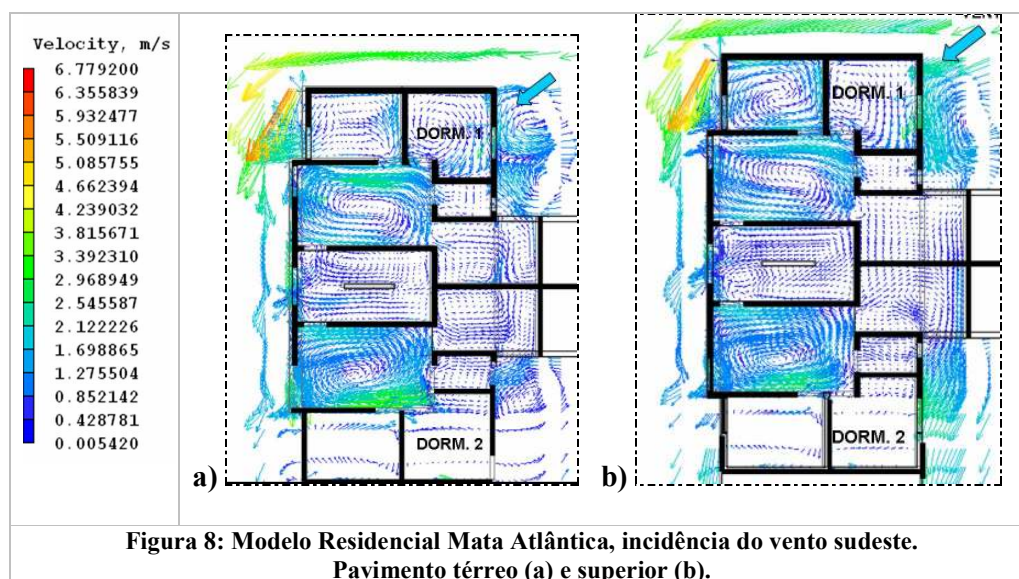 Velocity, m/s
6.779200
6.355839
5.932477
5.509116
5.085755
4.662394
4.239032
3.815671
3.392310
2.968949
2.545587
2.122226
1.698865
1.275504
0.852142
0.428781
0.005420
DORM. 1
DORM. 2
a)
DORM. 1
DORM. 2
b)
Figura 8: Modelo Residencial Mata Atlântica, incidência do vento sudeste.
Pavimento térreo (a) e superior (b).